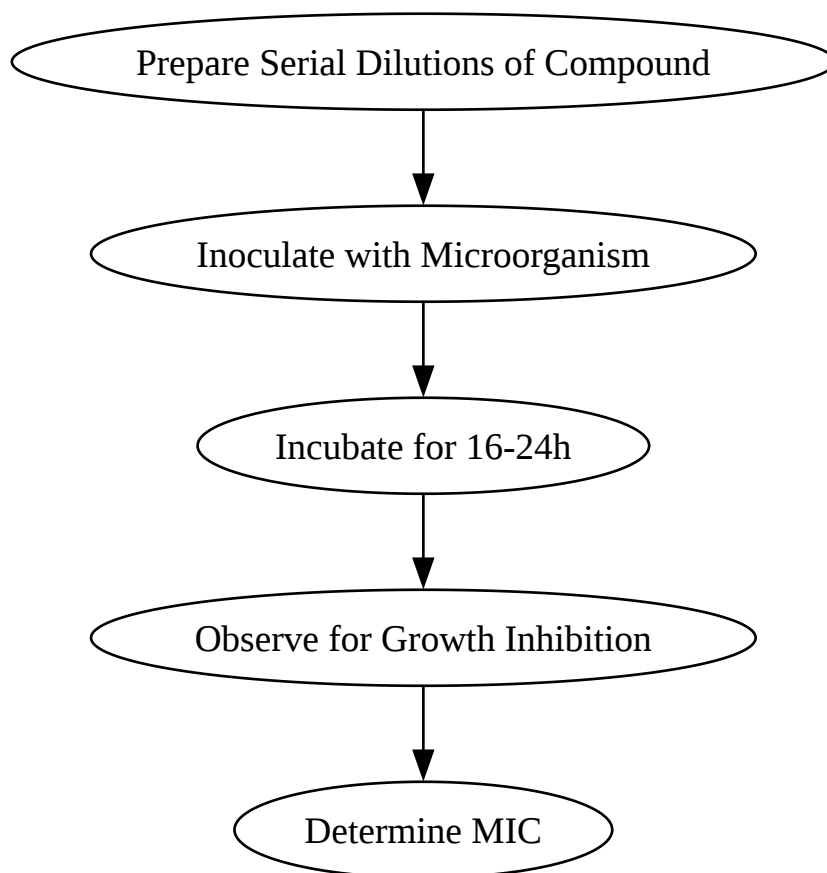 Prepare Serial Dilutions of Compound
Inoculate with Microorganism
Incubate for 16-24h
Observe for Growth Inhibition
Determine MIC